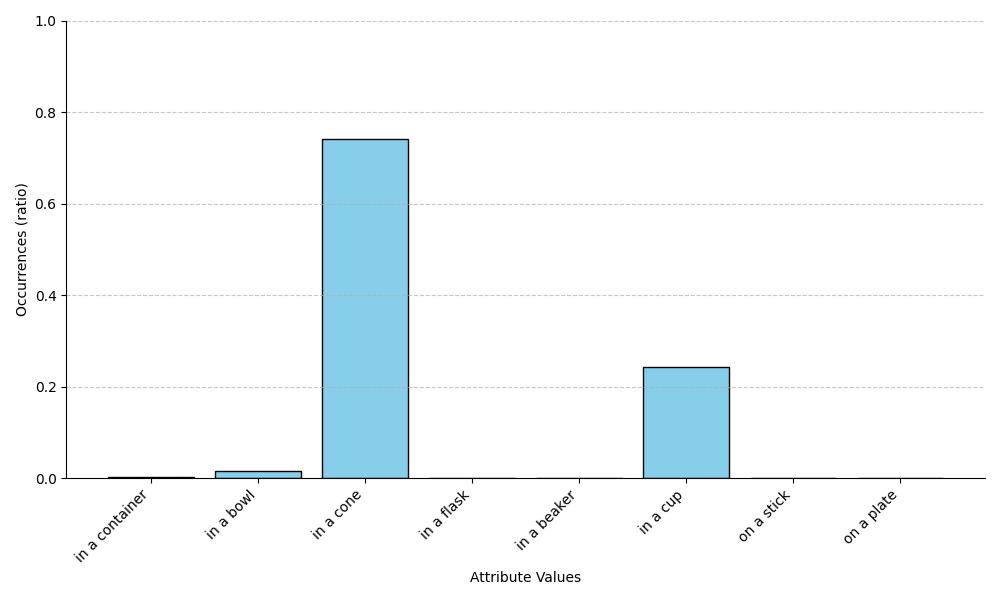 1.0
0.8
0.6
0.4
0.2
0.0
Occurrences (ratio)
in a container
in a bowl
in a cone
in a flask
in a beaker
in a cup
on a stick
on a plate
Attribute Values